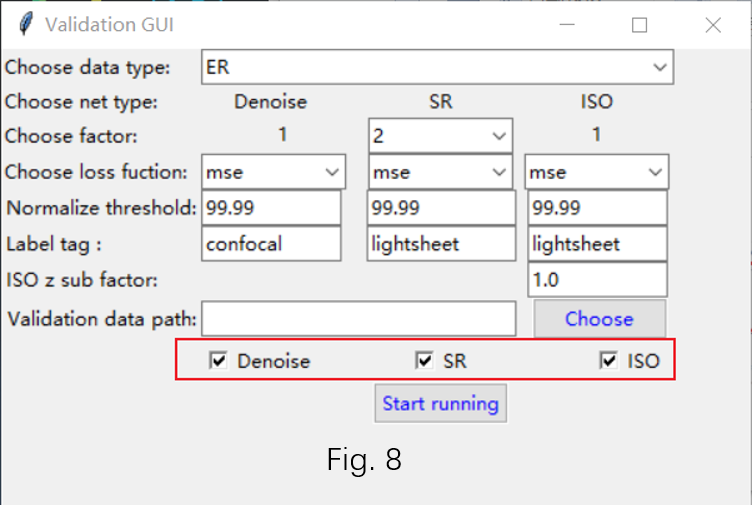 Validation GUI
Choose data type: ER
Choose net type: Denoise SR ISO
Choose factor: 1 2 1
Choose loss fuction: mse mse mse
Normalize threshold: 99.99 99.99 99.99
Label tag : confocal lightsheet lightsheet
ISO z sub factor: 1.0
Validation data path: Choose
Denoise SR ISO
Start running
Fig. 8